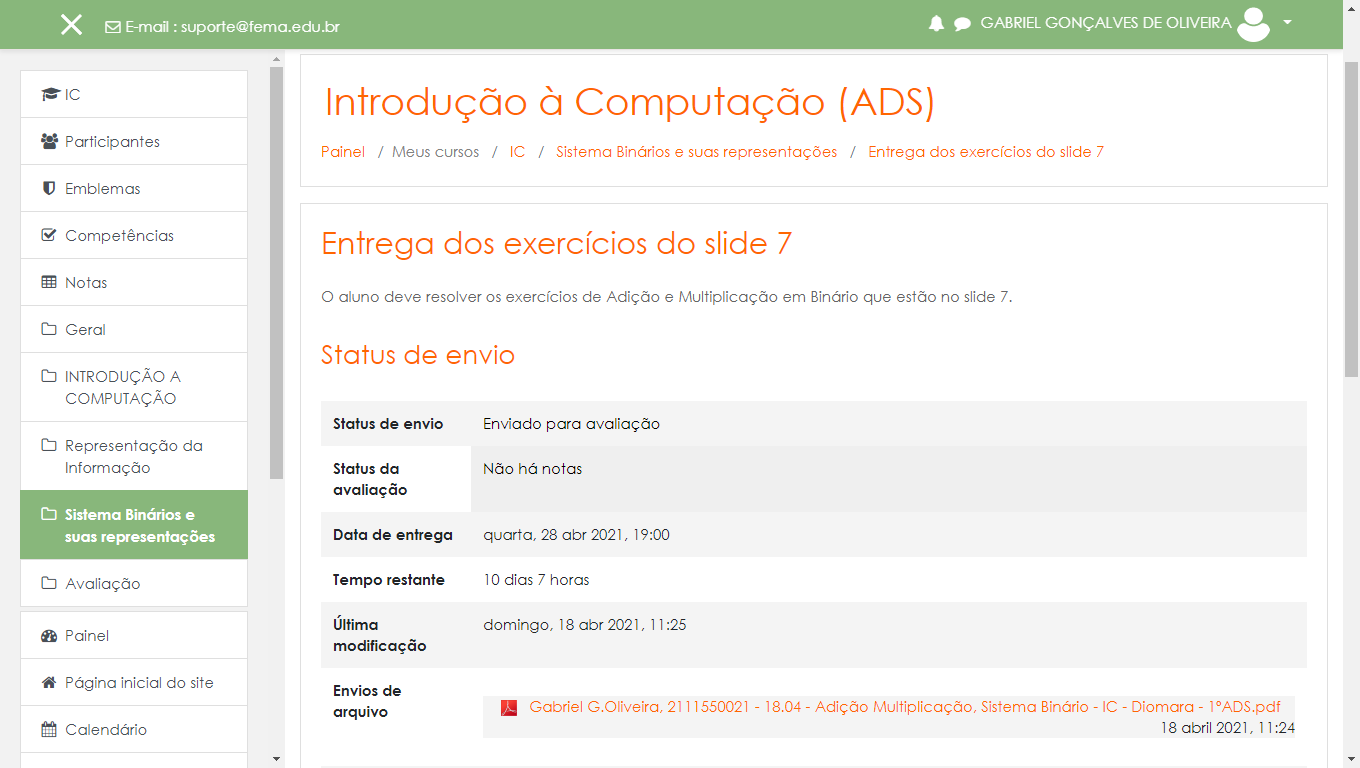 E-mail : suporte@fema.edu.br
GABRIEL GONÇALVES DE OLIVEIRA
IC
Participantes
Emblemas
Competências
Notas
Geral
INTRODUÇÃO A
COMPUTAÇÃO
Representação da
Informação
Sistema Binários e
suas representações
Avaliação
Painel
Página inicial do site
Calendário
Introdução à Computação (ADS)
Painel / Meus cursos / IC / Sistema Binários e suas representações / Entrega dos exercícios do slide 7
Entrega dos exercícios do slide 7
O aluno deve resolver os exercícios de Adição e Multiplicação em Binário que estão no slide 7.
Status de envio
Status de envio Enviado para avaliação
Status da
avaliação
Não há notas
Data de entrega quarta, 28 abr 2021, 19:00
Tempo restante 10 dias 7 horas
Última
modificação
domingo, 18 abr 2021, 11:25
Envios de
arquivo
Gabriel G.Oliveira, 2111550021 - 18.04 - Adição Multiplicação, Sistema Binário - IC - Diomara - 1ºADS.pdf
18 abril 2021, 11:24